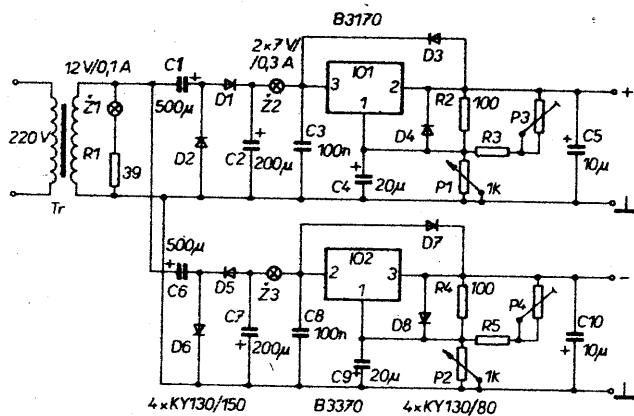 B3170
2×7 V/
/0,3 A
12V/0,1A
C1
+
500µ
D1
Ž2
3
IO1
2
1
D3
+
Ž1
220 V
R1
39
Tr
D2
C2
+
200µ
C3
100n
D4
R2
100
R3
P3
C5
+
10µ
C4
+
20µ
P1
1K
500µ
+
C6
D5
Ž3
2
IO2
3
1
D7
−
D6
C7
+
200µ
C8
100n
D8
R4
100
R5
P4
C10
+
10µ
C9
+
20µ
P2
1K
4×KY130/150
B3370
4×KY130/80